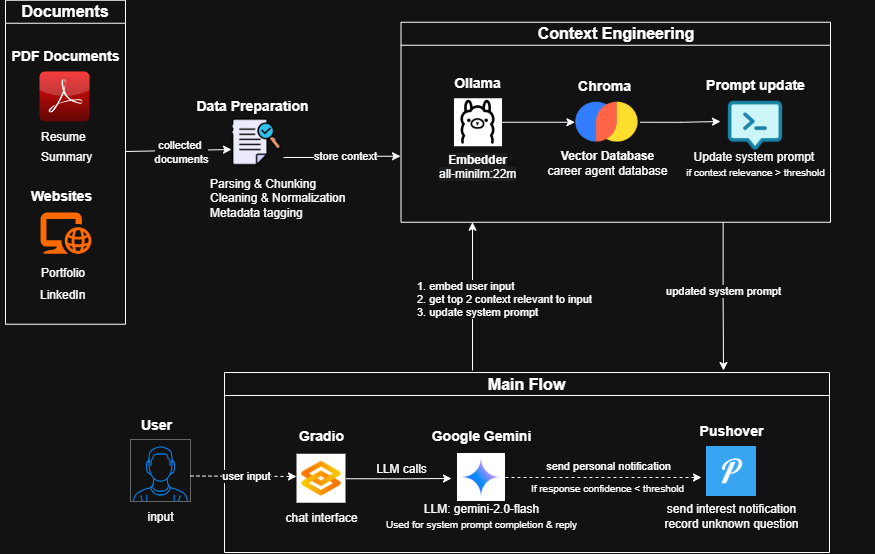 Documents
PDF Documents
Resume
Summary
Websites
Portfolio
LinkedIn
collected
documents
Data Preparation
Parsing & Chunking
Cleaning & Normalization
Metadata tagging
store context
Context Engineering
Ollama
Embedder
all-minilm:22m
Chroma
Vector Database
career agent database
Prompt update
Update system prompt
if context relevance > threshold
1. embed user input
2. get top 2 context relevant to input
3. update system prompt
updated system prompt
Main Flow
User
input
user input
Gradio
chat interface
LLM calls
Google Gemini
LLM: gemini-2.0-flash
Used for system prompt completion & reply
send personal notification
If response confidence < threshold
Pushover
send interest notification
record unknown question